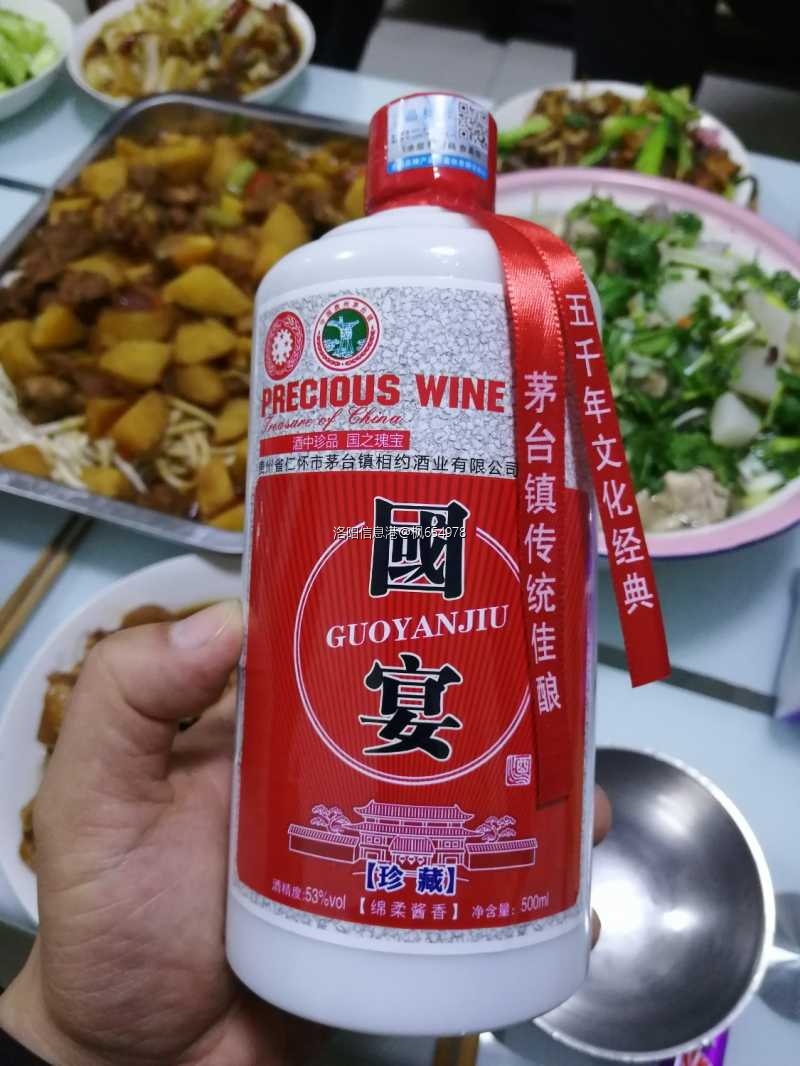 PRECIOUS WINE
Treasure of China
酒中珍品 国之瑰宝
贵州省仁怀市茅台镇相约酒业有限公司
國
洛阳信息港@枫654978
GUOYANJIU
宴
【珍藏】
酒精度:53%vol
【绵柔酱香】
净含量:500ml
茅台镇传统佳酿
五千年文化经典